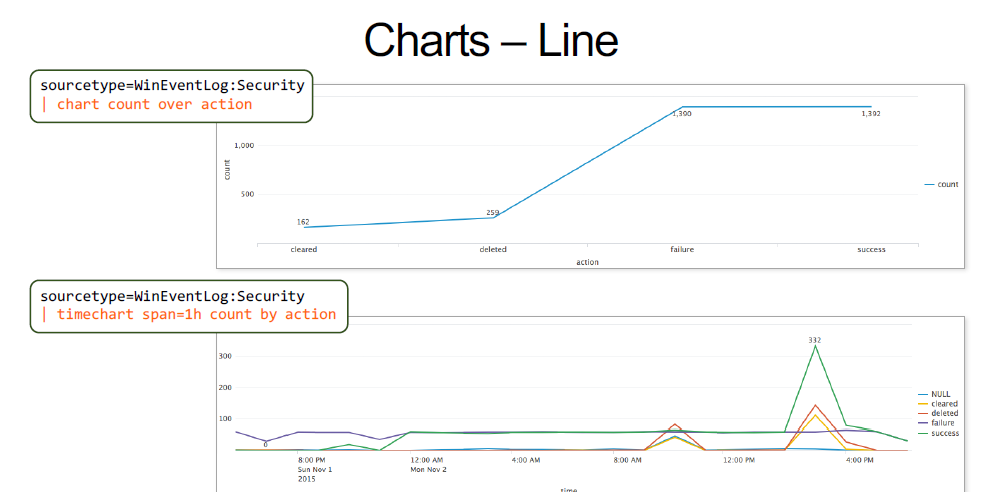 Charts – Line
sourcetype=WinEventLog:Security
| chart count over action
1,000
500
count
162
259
1,390
1,392
cleared
deleted
failure
success
action
count
sourcetype=WinEventLog:Security
| timechart span=1h count by action
300
200
100
0
332
8:00 PM
Sun Nov 1
2015
12:00 AM
Mon Nov 2
4:00 AM
8:00 AM
12:00 PM
4:00 PM
NULL
cleared
deleted
failure
success